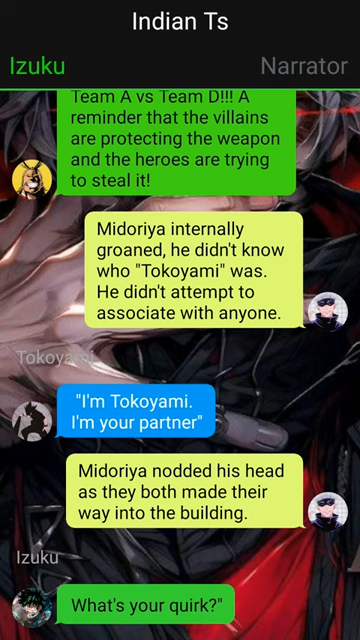 Indian Ts
Izuku
Narrator
Team A vs Team D!!! A
reminder that the villains
are protecting the weapon
and the heroes are trying
to steal it!
Midoriya internally
groaned, he didn't know
who "Tokoyami" was.
He didn't attempt to
associate with anyone.
Tokoyami
"I'm Tokoyami.
I'm your partner"
Midoriya nodded his head
as they both made their
way into the building.
Izuku
What's your quirk?"